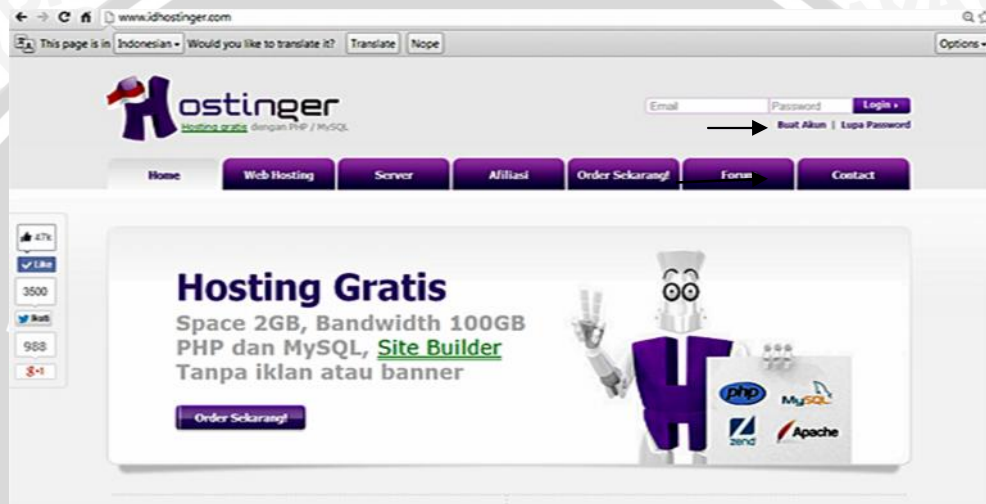 www.idhostinger.com
This page is in Indonesian Would you like to translate it? Translate Nope Options
Hostinger
Hosting gratis dengan PHP / MySQL
Email Password Login
Buat Akun | Lupa Password
Home Web Hosting Server Afiliasi Order Sekarang! Forum Contact
47k
Like
3500
Ikuti
988
+1
Hosting Gratis
Space 2GB, Bandwidth 100GB
PHP dan MySQL, Site Builder
Tanpa iklan atau banner
Order Sekarang!
php MySQL
zend Apache